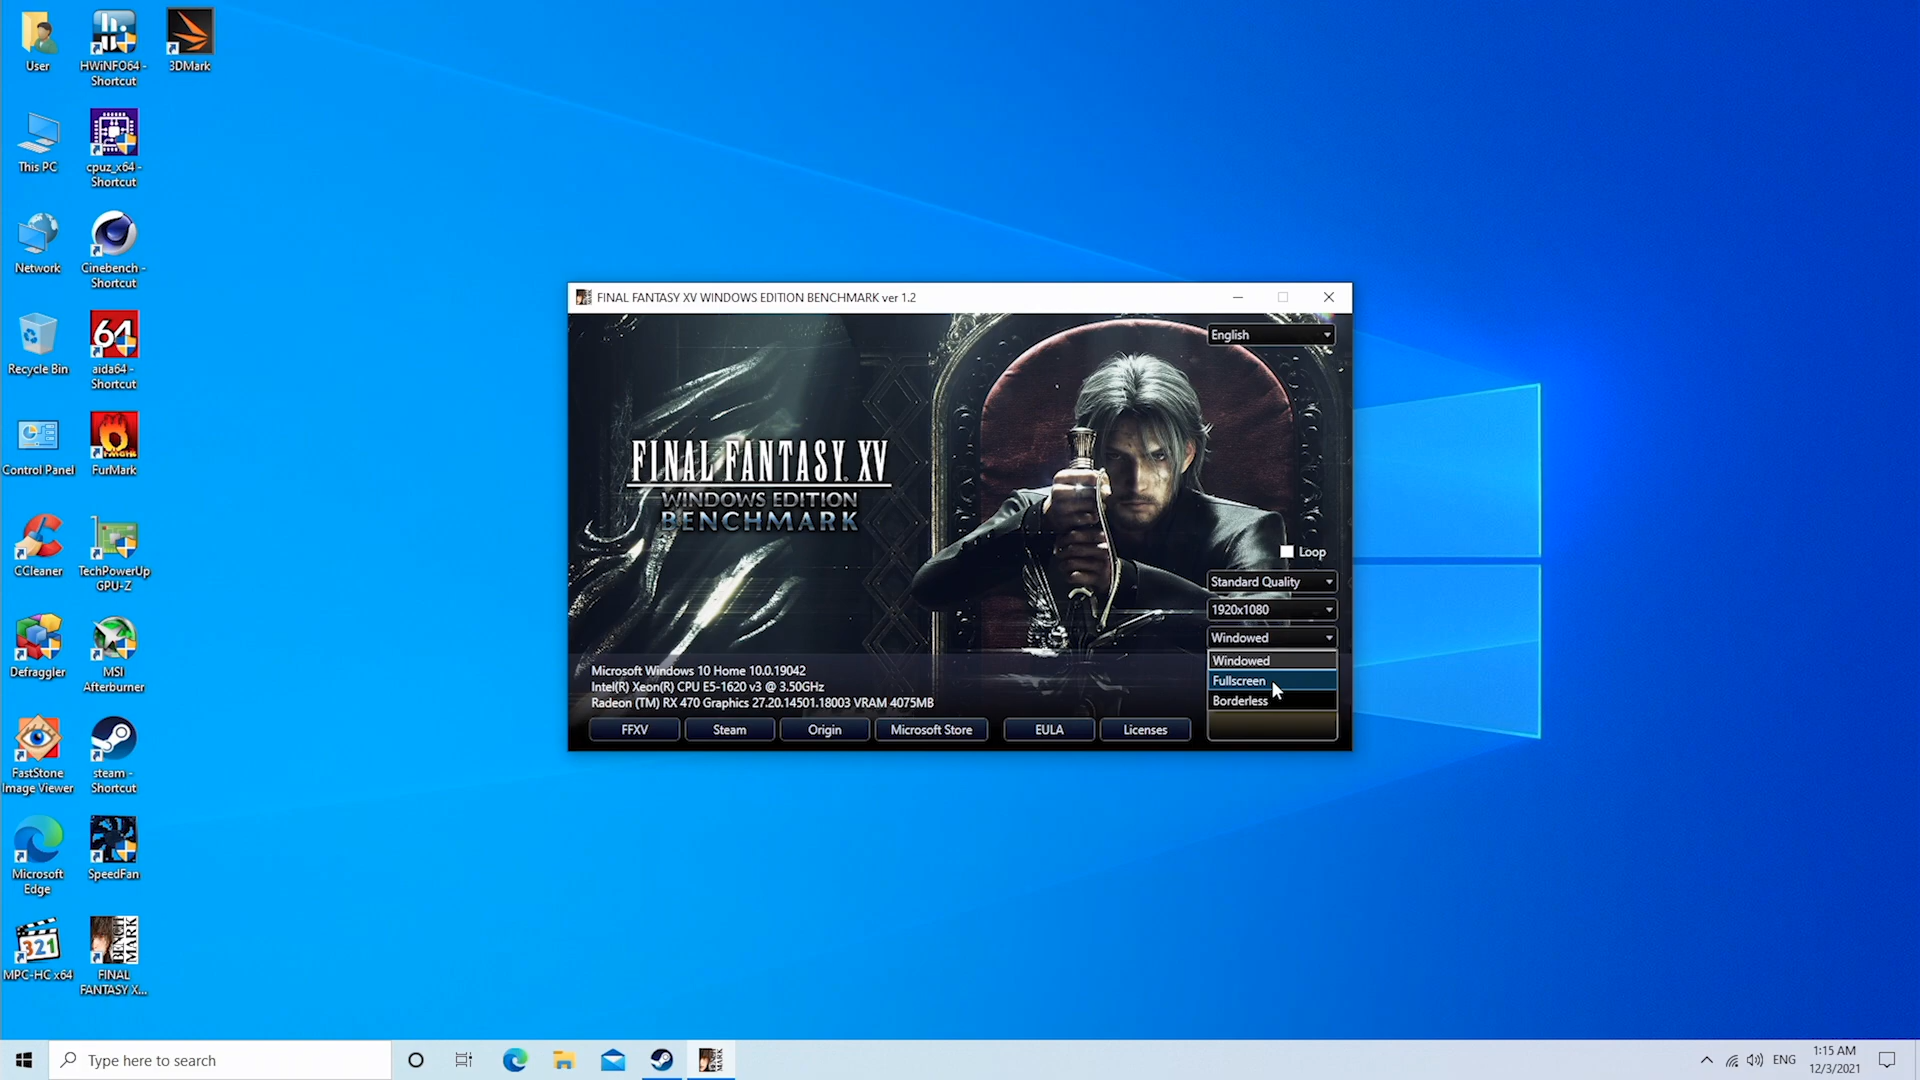 User
HWiNFO64 -
Shortcut
3DMark
This PC
cpuz_x64 -
Shortcut
Network
Cinebench -
Shortcut
Recycle Bin
64
aida64 -
Shortcut
Control Panel
FurMark
CCleaner
TechPowerUp
GPU-Z
Defraggler
MSI
Afterburner
FastStone
Image Viewer
steam -
Shortcut
Microsoft
Edge
SpeedFan
321
MPC-HC x64
BENCH
MARK
FINAL
FANTASY X...
FINAL FANTASY XV WINDOWS EDITION BENCHMARK ver 1.2
English
FINAL FANTASY XV
WINDOWS EDITION
BENCHMARK
Loop
Standard Quality
1920x1080
Windowed
Windowed
Fullscreen
Borderless
Microsoft Windows 10 Home 10.0.19042
Intel(R) Xeon(R) CPU E5-1620 v3 @ 3.50GHz
Radeon (TM) RX 470 Graphics 27.20.14501.18003 VRAM 4075MB
FFXV
Steam
Origin
Microsoft Store
EULA
Licenses
Type here to search
ENG
1:15 AM
12/3/2021